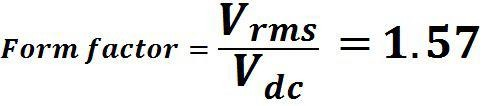 Form factor = V_rms / V_dc = 1.57